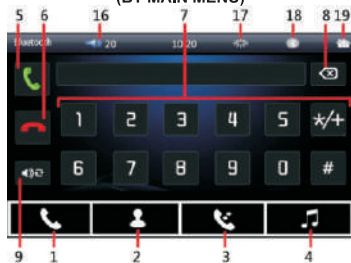 (BT MAIN MENU)
5 6 16 7 17 18 8 19
Bluetooth 20 10:20
1 2 3 4 5 */+
6 7 8 9 0 #
9 1 2 3 4